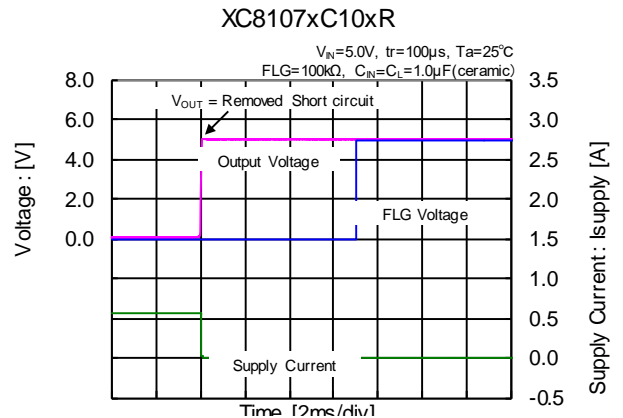 XC8107xC10xR
VIN=5.0V, tr=100μs, Ta=25℃
FLG=100kΩ, CIN=CL=1.0μF(ceramic)
8.0
6.0
4.0
2.0
0.0
Voltage : [V]
VOUT = Removed Short circuit
Output Voltage
FLG Voltage
Supply Current
3.5
3.0
2.5
2.0
1.5
1.0
0.5
0.0
-0.5
Supply Current : Isupply [A]
Time [2ms/div]